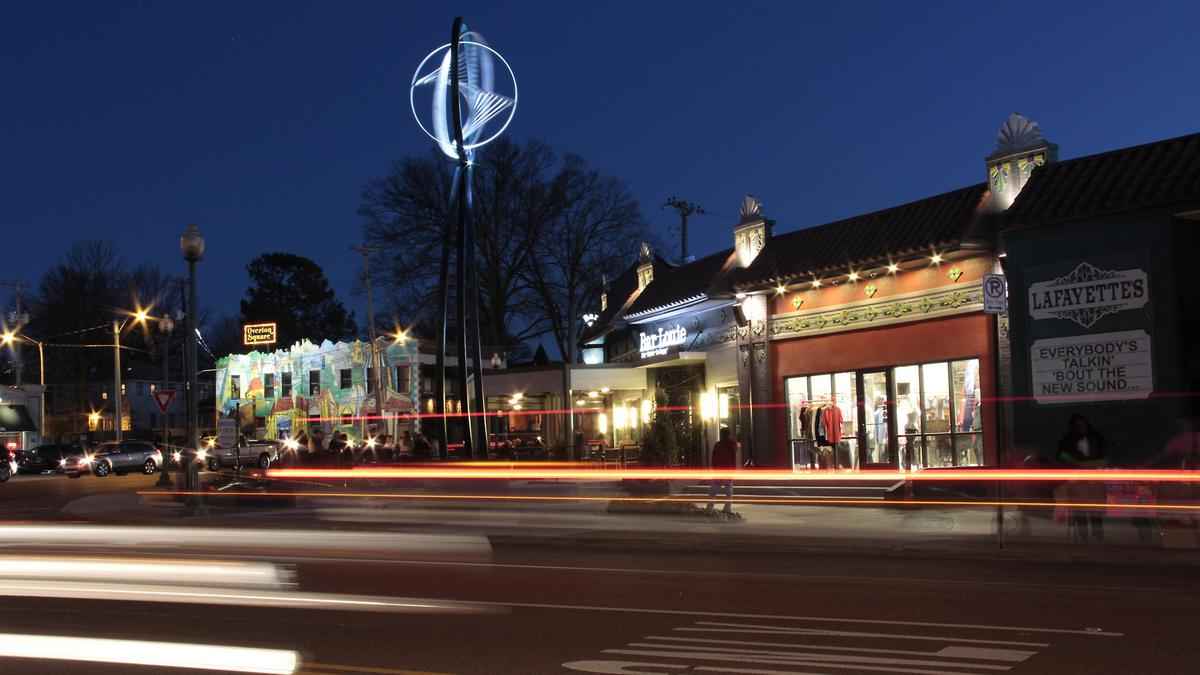 Overton
Square
Bar Louie
LAFAYETTE'S
EVERYBODY'S
TALKIN'
'BOUT THE
NEW SOUND...